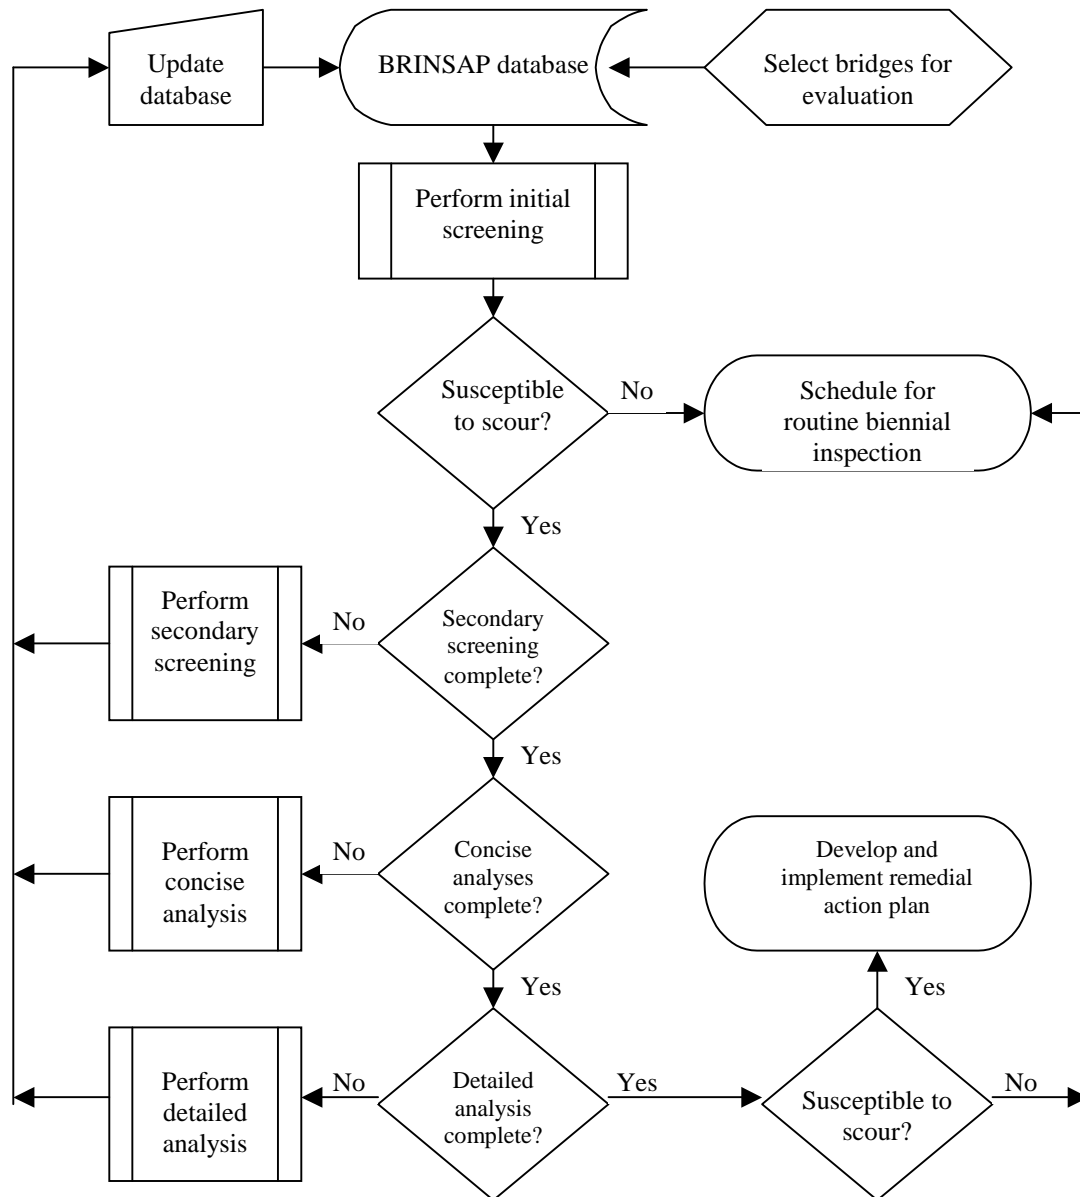 Update
database
BRINSAP database
Select bridges for
evaluation
Perform initial
screening
Susceptible
to scour?
No
Schedule for
routine biennial
inspection
Yes
Perform
secondary
screening
No
Secondary
screening
complete?
Yes
Perform
concise
analysis
No
Concise
analyses
complete?
Develop and
implement remedial
action plan
Yes
Yes
Perform
detailed
analysis
No
Detailed
analysis
complete?
Yes
Susceptible to
scour?
No